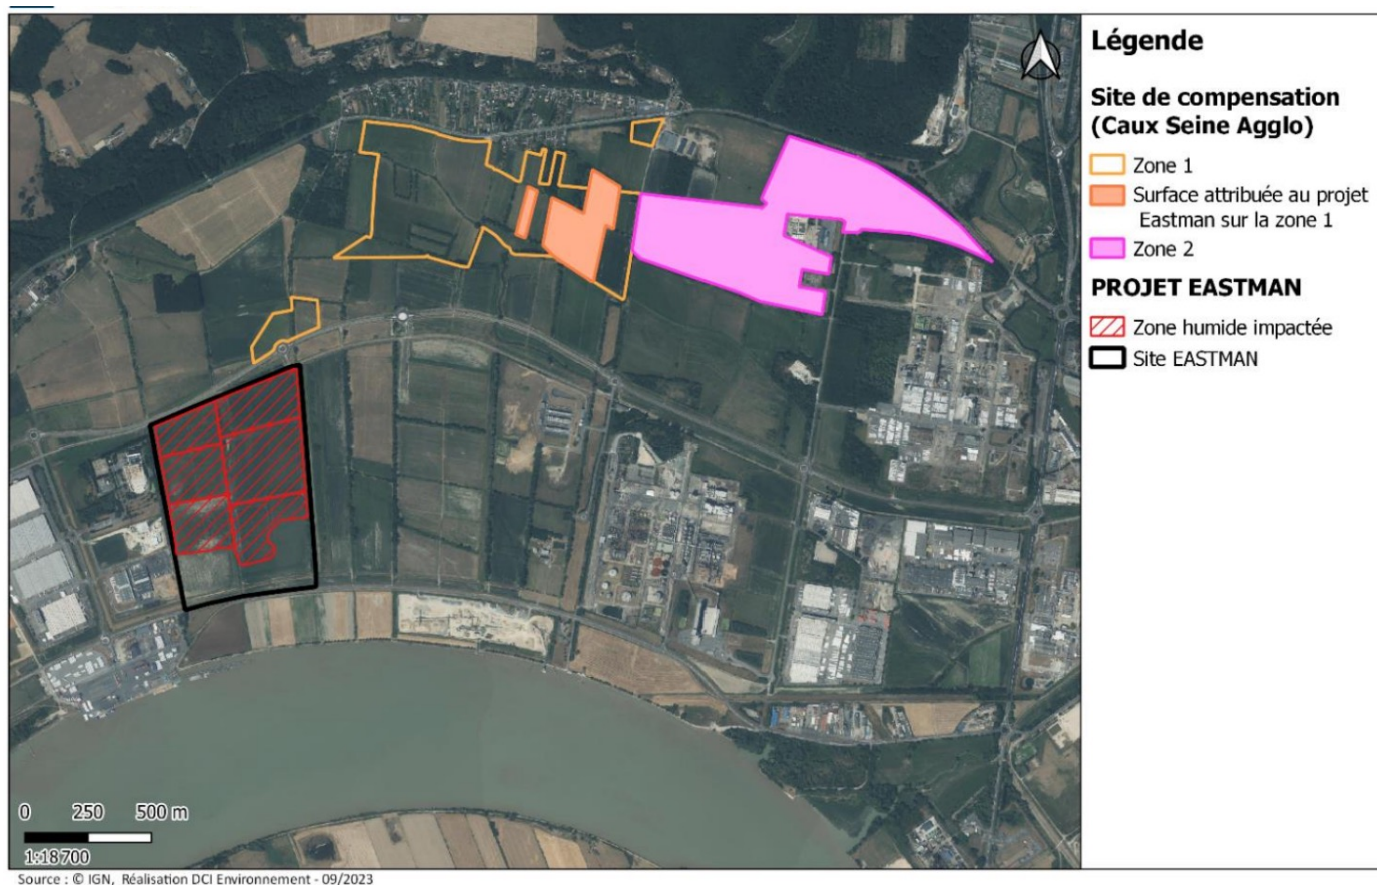 Légende
Site de compensation
(Caux Seine Agglo)
Zone 1
Surface attribuée au projet
Eastman sur la zone 1
Zone 2
PROJET EASTMAN
Zone humide impactée
Site EASTMAN
0 250 500 m
1:18 700
Source : © IGN, Réalisation DCI Environnement - 09/2023